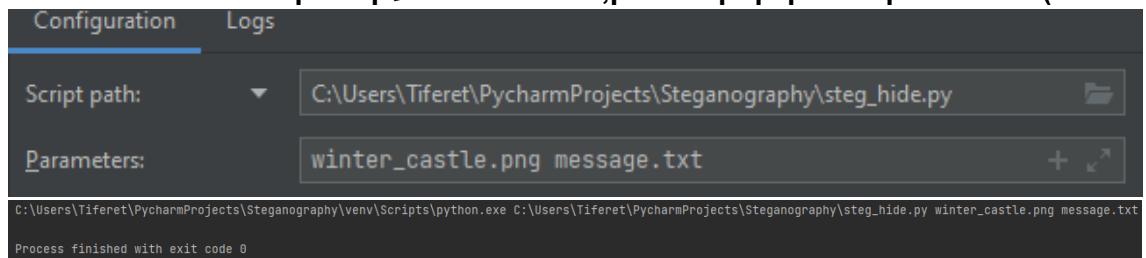 Configuration Logs
Script path: C:\Users\Tiferet\PycharmProjects\Steganography\steg_hide.py
Parameters: winter_castle.png message.txt
C:\Users\Tiferet\PycharmProjects\Steganography\venv\Scripts\python.exe C:\Users\Tiferet\PycharmProjects\Steganography\steg_hide.py winter_castle.png message.txt
Process finished with exit code 0